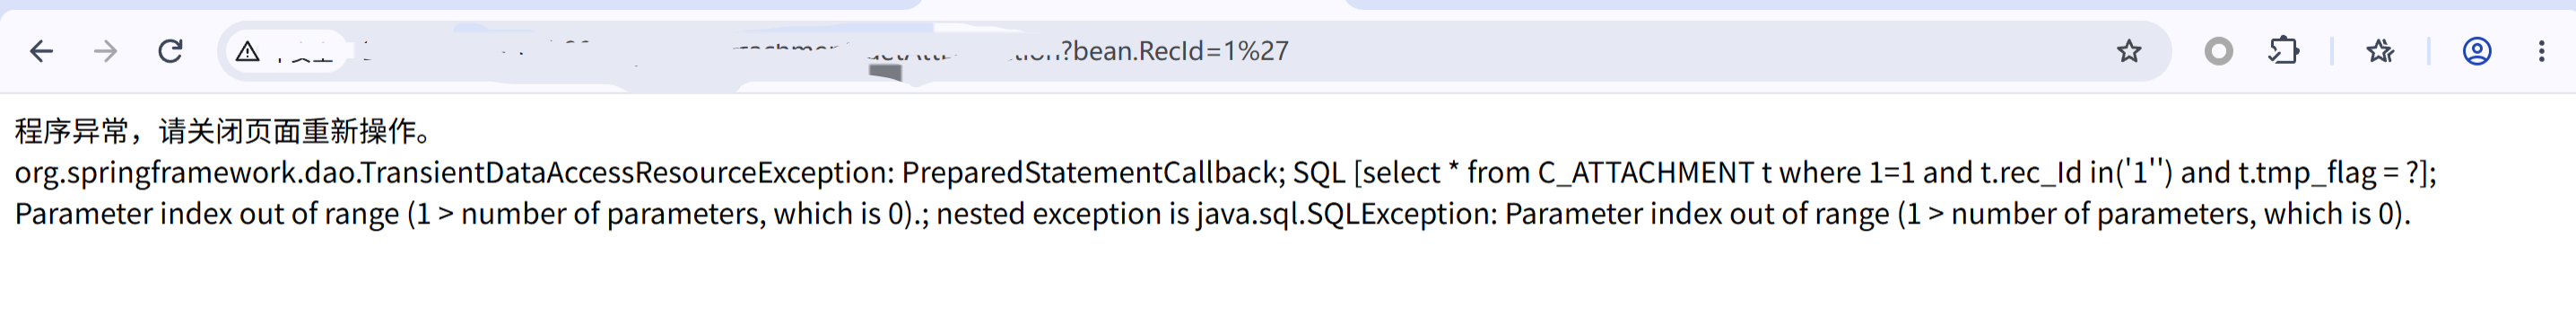 ?bean.RecId=1%27
程序异常，请关闭页面重新操作。
org.springframework.dao.TransientDataAccessResourceException: PreparedStatementCallback; SQL [select * from C_ATTACHMENT t where 1=1 and t.rec_Id in('1'') and t.tmp_flag = ?];
Parameter index out of range (1 > number of parameters, which is 0).; nested exception is java.sql.SQLException: Parameter index out of range (1 > number of parameters, which is 0).